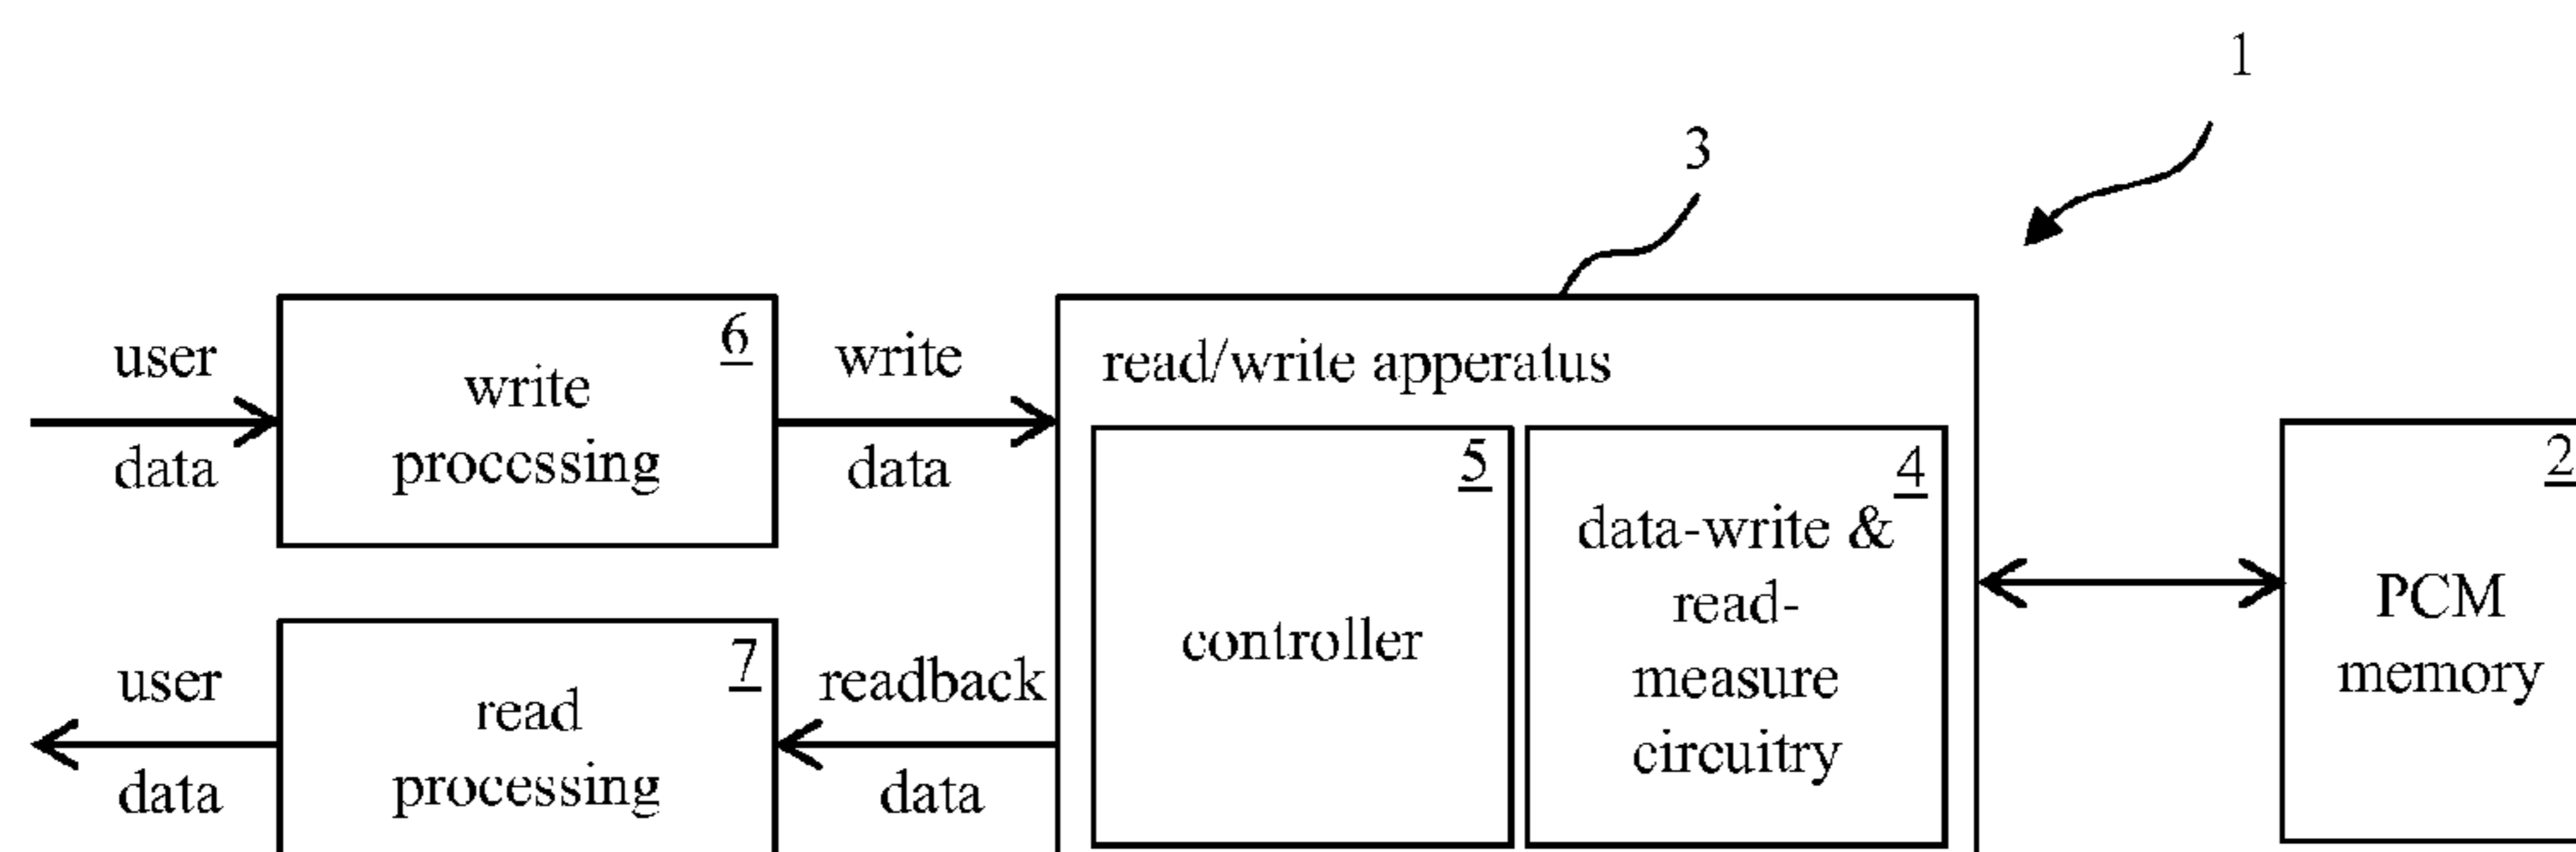 1
3
user
data
6
write
processing
write
data
read/write apperatus
5
controller
4
data-write &
read-
measure
circuitry
2
PCM
memory
user
data
7
read
processing
readback
data